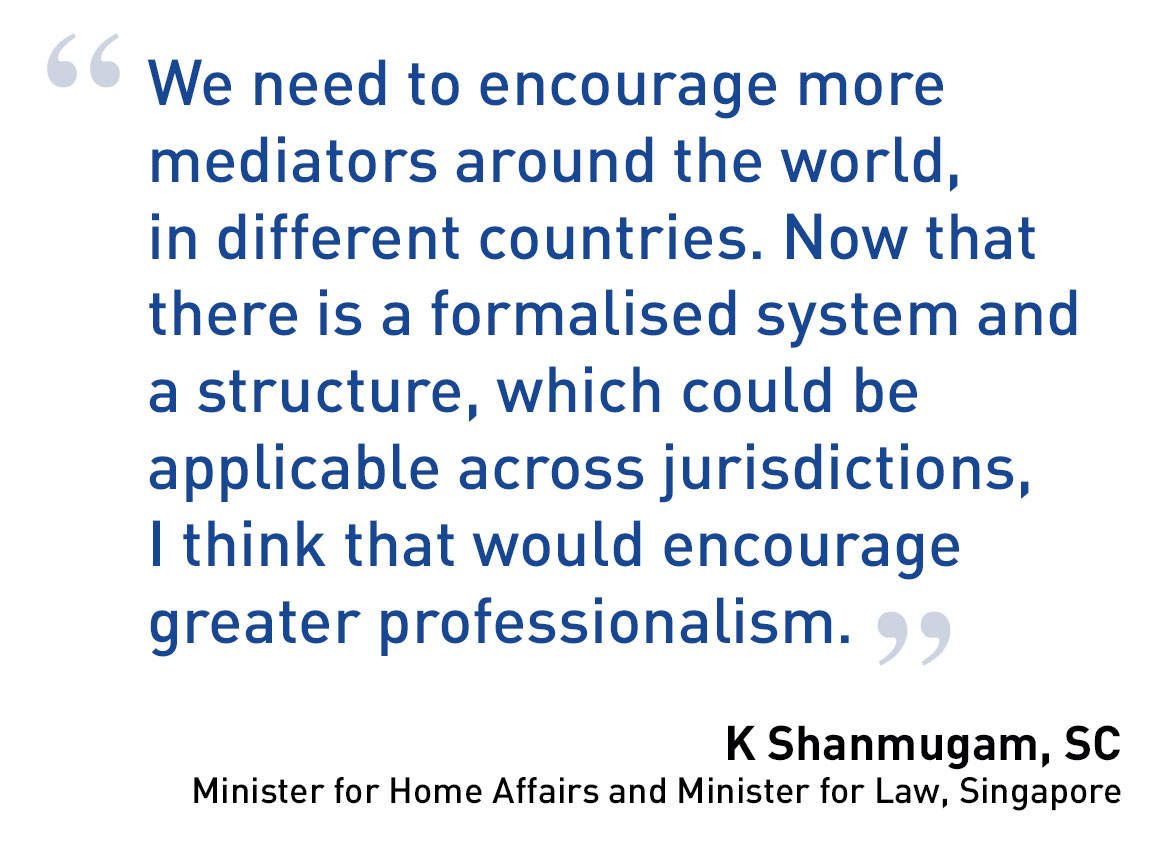 “We need to encourage more
mediators around the world,
in different countries. Now that
there is a formalised system and
a structure, which could be
applicable across jurisdictions,
I think that would encourage
greater professionalism.”
K Shanmugam, SC
Minister for Home Affairs and Minister for Law, Singapore